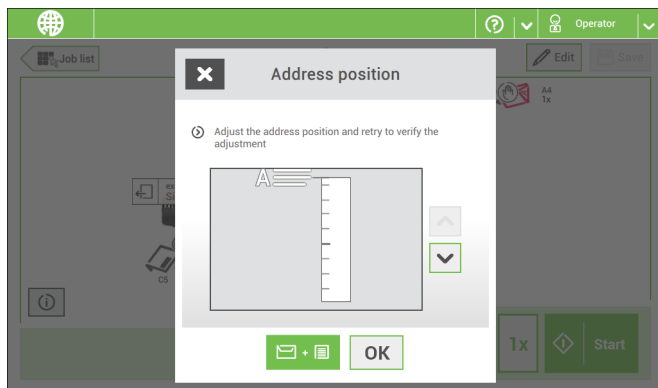 Operator
Job list
Edit
Save
Address position
A4
1x
Adjust the address position and retry to verify the
adjustment
A
C5
+
OK
1x
Start